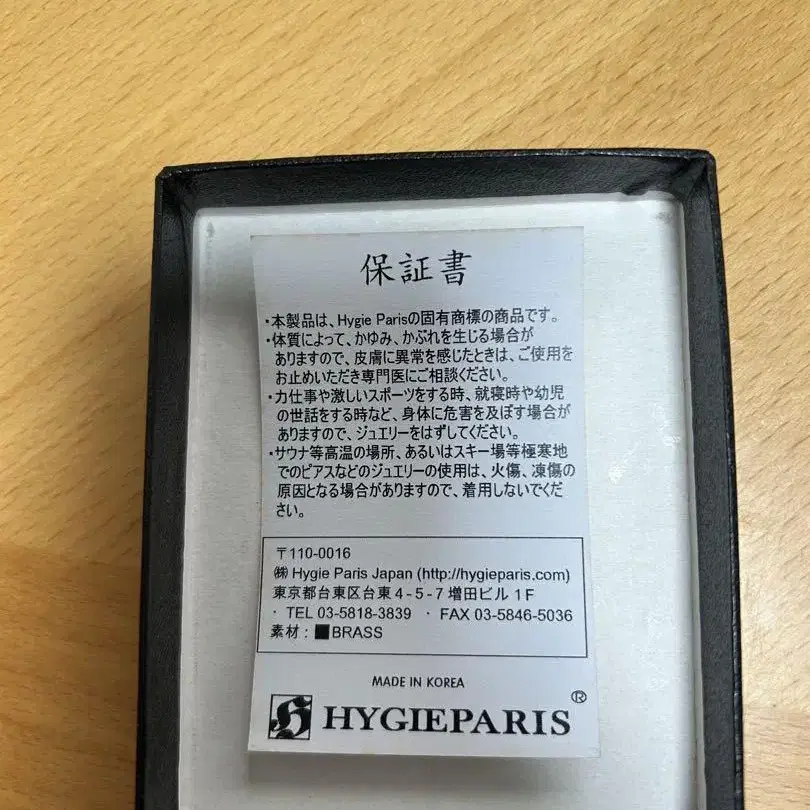 保証書
・本製品は、Hygie Parisの固有商標の商品です。
・体質によって、かゆみ、かぶれを生じる場合が
ありますので、皮膚に異常を感じたときは、ご使用を
お止めいただき専門医にご相談ください。
・力仕事や激しいスポーツをする時、就寝時や幼児
の世話をする時など、身体に危害を及ぼす場合が
ありますので、ジュエリーをはずしてください。
・サウナ等高温の場所、あるいはスキー場等極寒地
でのピアスなどのジュエリーの使用は、火傷、凍傷の
原因となる場合がありますので、着用しないでくだ
さい。
〒110-0016
㈱ Hygie Paris Japan (http://hygieparis.com)
東京都台東区台東４-５-７増田ビル１F
・ TEL 03-5818-3839 ・ FAX 03-5846-5036
素材：■BRASS
MADE IN KOREA
H HYGIEPARIS®